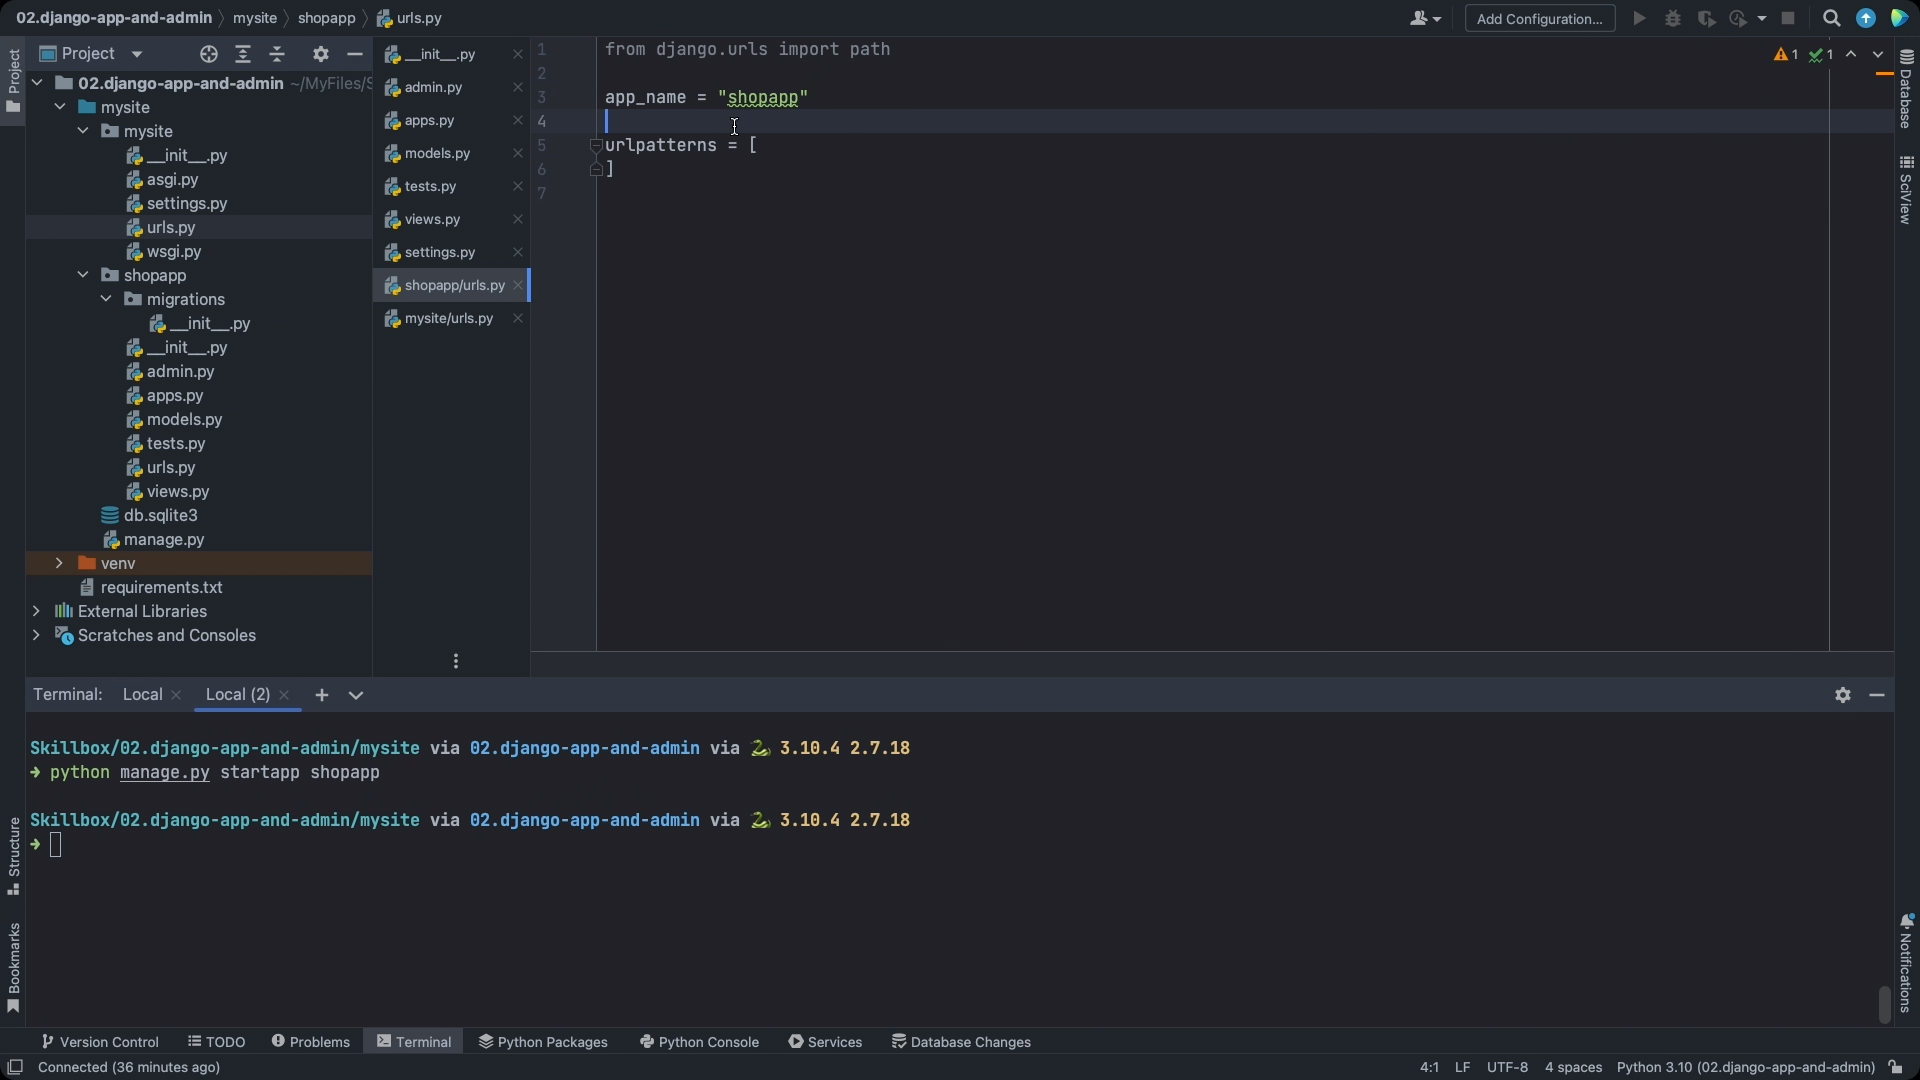 02.django-app-and-admin mysite shopapp urls.py
Add Configuration...
Project
Project
02.django-app-and-admin ~/MyFiles/S
mysite
mysite
__init__.py
asgi.py
settings.py
urls.py
wsgi.py
shopapp
migrations
__init__.py
__init__.py
admin.py
apps.py
models.py
tests.py
urls.py
views.py
db.sqlite3
manage.py
venv
requirements.txt
External Libraries
Scratches and Consoles
__init__.py
admin.py
apps.py
models.py
tests.py
views.py
settings.py
shopapp/urls.py
mysite/urls.py
1 from django.urls import path
2
3 app_name = "shopapp"
4
5 urlpatterns = [
6 ]
7
1 1
Database
SciView
Terminal: Local Local (2)
Skillbox/02.django-app-and-admin/mysite via 02.django-app-and-admin via 3.10.4 2.7.18
python manage.py startapp shopapp
Skillbox/02.django-app-and-admin/mysite via 02.django-app-and-admin via 3.10.4 2.7.18
Structure
Bookmarks
Notifications
Version Control TODO Problems Terminal Python Packages Python Console Services Database Changes
Connected (36 minutes ago) 4:1 LF UTF-8 4 spaces Python 3.10 (02.django-app-and-admin)